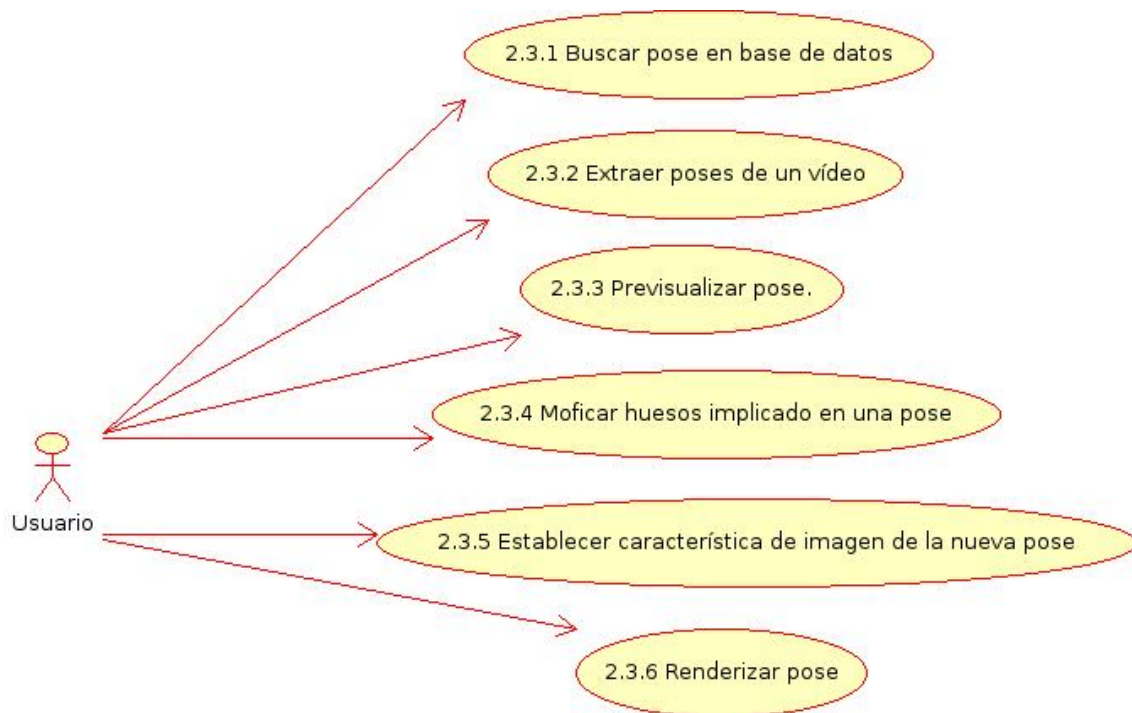 2.3.1 Buscar pose en base de datos
2.3.2 Extraer poses de un vídeo
2.3.3 Previsualizar pose.
2.3.4 Moficar huesos implicado en una pose
Usuario
2.3.5 Establecer característica de imagen de la nueva pose
2.3.6 Renderizar pose